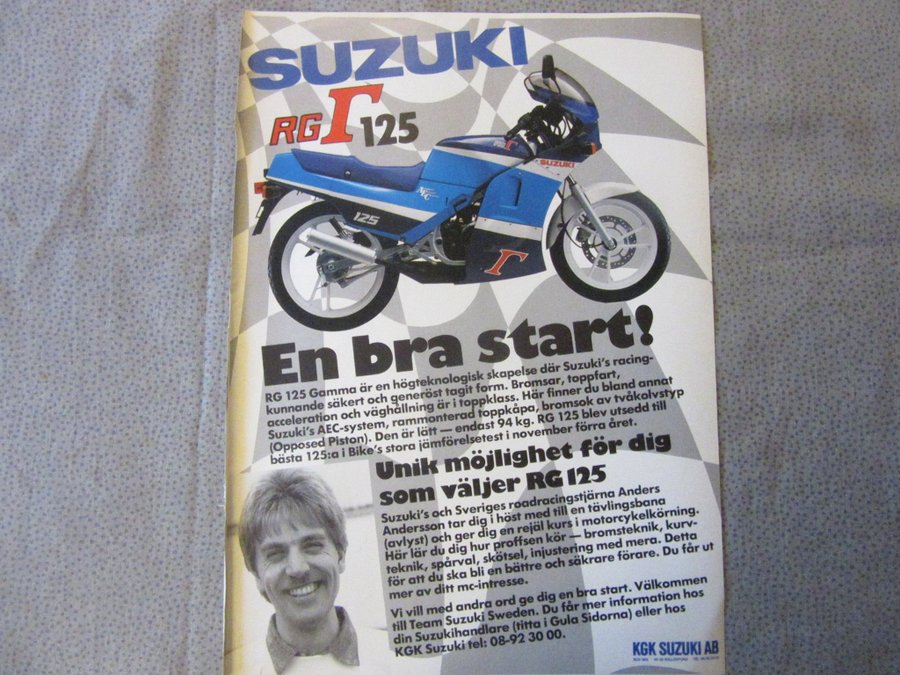 SUZUKI
RGΓ125
SUZUKI
125
Γ
En bra start!
RG 125 Gamma är en högteknologisk skapelse där Suzuki's racing-
kunnande säkert och generöst tagit form. Bromsar, toppfart,
acceleration och väghållning är i toppklass. Här finner du bland annat
Suzuki's AEC-system, rammonterad toppkåpa, bromsok av tvåkolvstyp
(Opposed Piston). Den är lätt — endast 94 kg. RG 125 blev utsedd till
bästa 125:a i Bike's stora jämförelsetest i november förra året.
Unik möjlighet för dig
som väljer RG 125
Suzuki's och Sveriges roadracingstjärna Anders
Andersson tar dig i höst med till en tävlingsbana
(avlyst) och ger dig en rejäl kurs i motorcykelkörning.
Här lär du dig hur proffsen kör — bromsteknik, kurv-
teknik, spårval, skötsel, injustering med mera. Detta
för att du ska bli en bättre och säkrare förare. Du får ut
mer av ditt mc-intresse.
Vi vill med andra ord ge dig en bra start. Välkommen
till Team Suzuki Sweden. Du får mer information hos
din Suzukihandlare (titta i Gula Sidorna) eller hos
KGK Suzuki tel: 08-92 30 00.
KGK SUZUKI AB